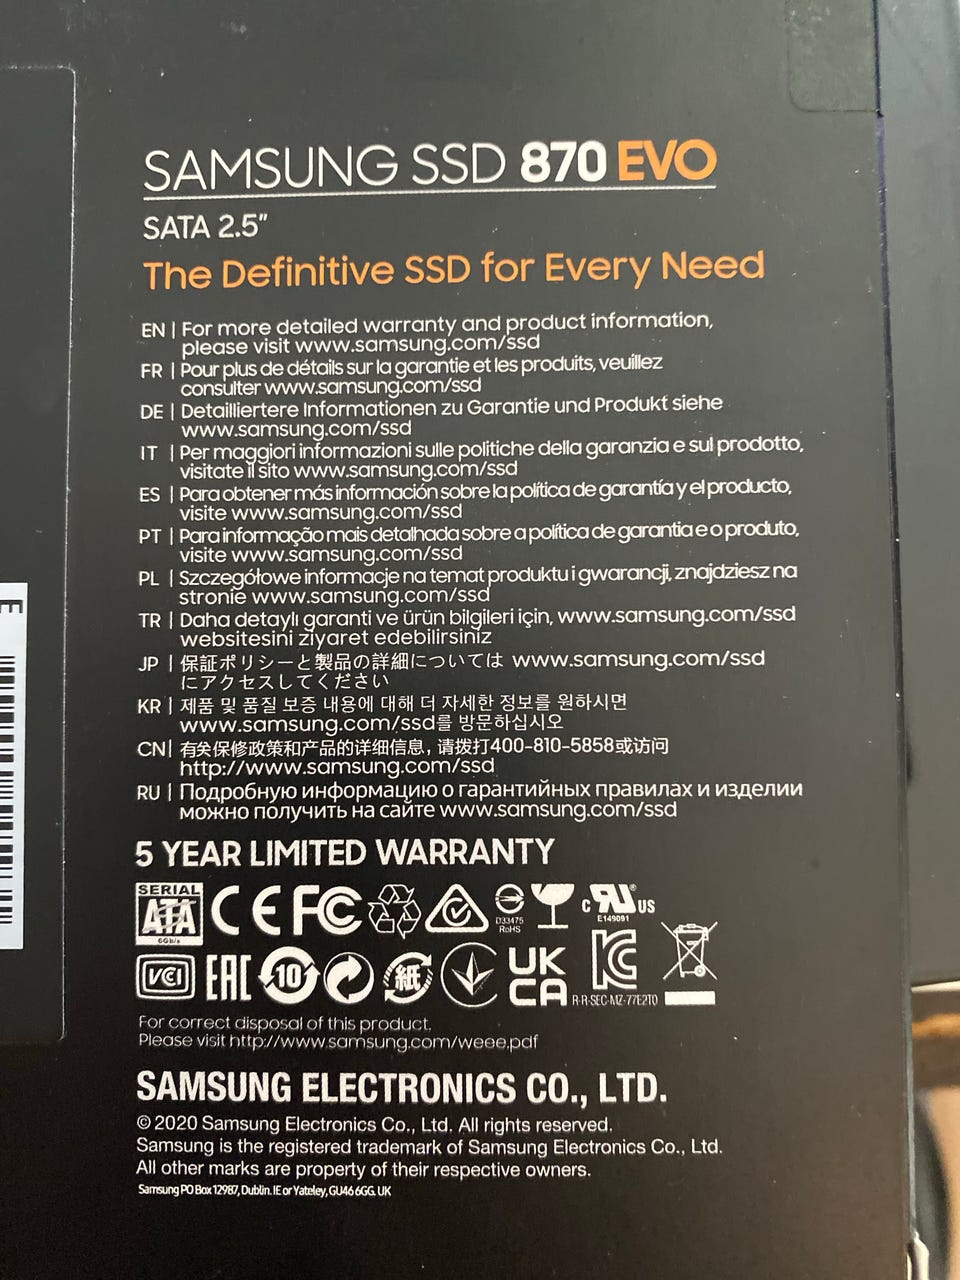 SAMSUNG SSD 870 EVO
SATA 2.5”
The Definitive SSD for Every Need
EN | For more detailed warranty and product information,
please visit www.samsung.com/ssd
FR | Pour plus de détails sur la garantie et les produits, veuillez
consulter www.samsung.com/ssd
DE | Detailliertere Informationen zu Garantie und Produkt siehe
www.samsung.com/ssd
IT | Per maggiori informazioni sulle politiche della garanzia e sul prodotto,
visitate il sito www.samsung.com/ssd
ES | Para obtener más información sobre la política de garantía y el producto,
visite www.samsung.com/ssd
PT | Para informação mais detalhada sobre a política de garantia e o produto,
visite www.samsung.com/ssd
PL | Szczegółowe informacje na temat produktu i gwarancji, znajdziesz na
stronie www.samsung.com/ssd
TR | Daha detaylı garanti ve ürün bilgileri için, www.samsung.com/ssd
websitesini ziyaret edebilirsiniz
JP | 保証ポリシーと製品の詳細については www.samsung.com/ssd
にアクセスしてください
KR | 제품 및 품질 보증 내용에 대해 더 자세한 정보를 원하시면
www.samsung.com/ssd를 방문하십시오
CN | 有关保修政策和产品的详细信息，请拨打400-810-5858或访问
http://www.samsung.com/ssd
RU | Подробную информацию о гарантийных правилах и изделии
можно получить на сайте www.samsung.com/ssd
5 YEAR LIMITED WARRANTY
SERIAL ATA 6Gb/s CE FC D33475 RoHS c RU US E149091
VCI EAC 10 紙 UK CA KC R-R-SEC-MZ-77E2T0
For correct disposal of this product.
Please visit http://www.samsung.com/weee.pdf
SAMSUNG ELECTRONICS CO., LTD.
© 2020 Samsung Electronics Co., Ltd. All rights reserved.
Samsung is the registered trademark of Samsung Electronics Co., Ltd.
All other marks are property of their respective owners.
Samsung PO Box 12987, Dublin. IE or Yateley, GU46 6GG. UK
E